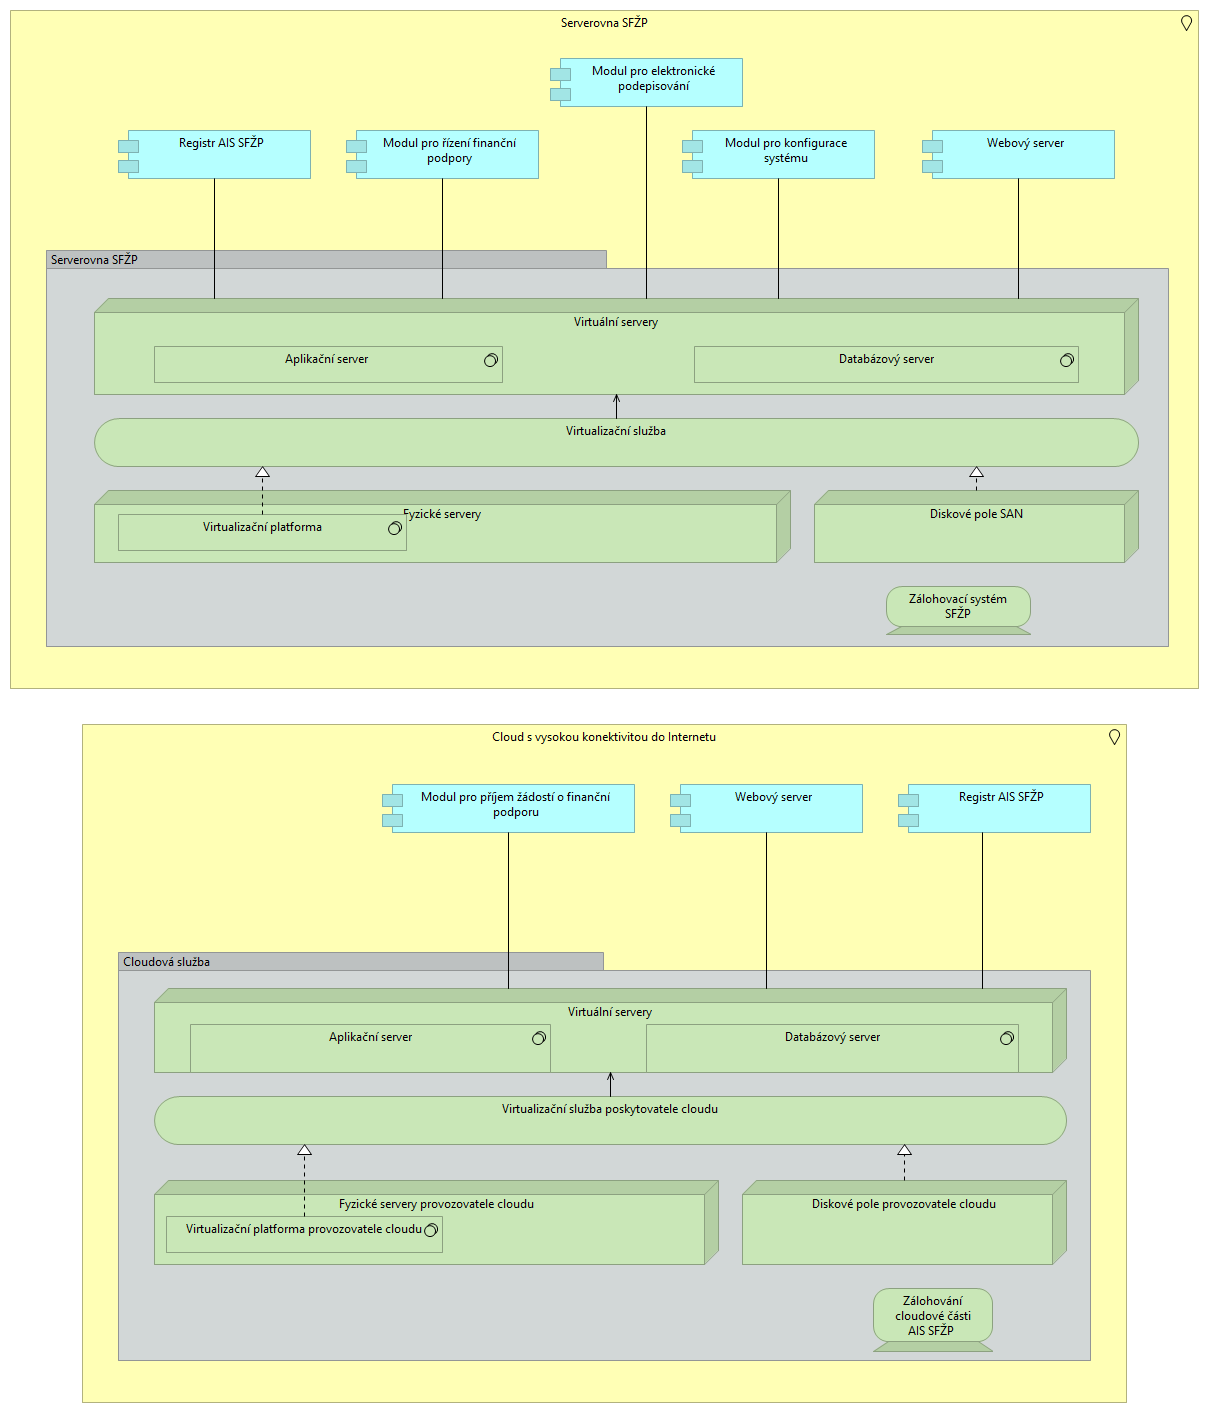 Serverovna SFŽP
Modul pro elektronické
podepisování
Registr AIS SFŽP
Modul pro řízení finanční
podpory
Modul pro konfigurace
systému
Webový server
Serverovna SFŽP
Virtuální servery
Aplikační server
Databázový server
Virtualizační služba
Fyzické servery
Virtualizační platforma
Diskové pole SAN
Zálohovací systém
SFŽP
Cloud s vysokou konektivitou do Internetu
Modul pro příjem žádostí o finanční
podporu
Webový server
Registr AIS SFŽP
Cloudová služba
Virtuální servery
Aplikační server
Databázový server
Virtualizační služba poskytovatele cloudu
Fyzické servery provozovatele cloudu
Virtualizační platforma provozovatele cloudu
Diskové pole provozovatele cloudu
Zálohování
cloudové části
AIS SFŽP